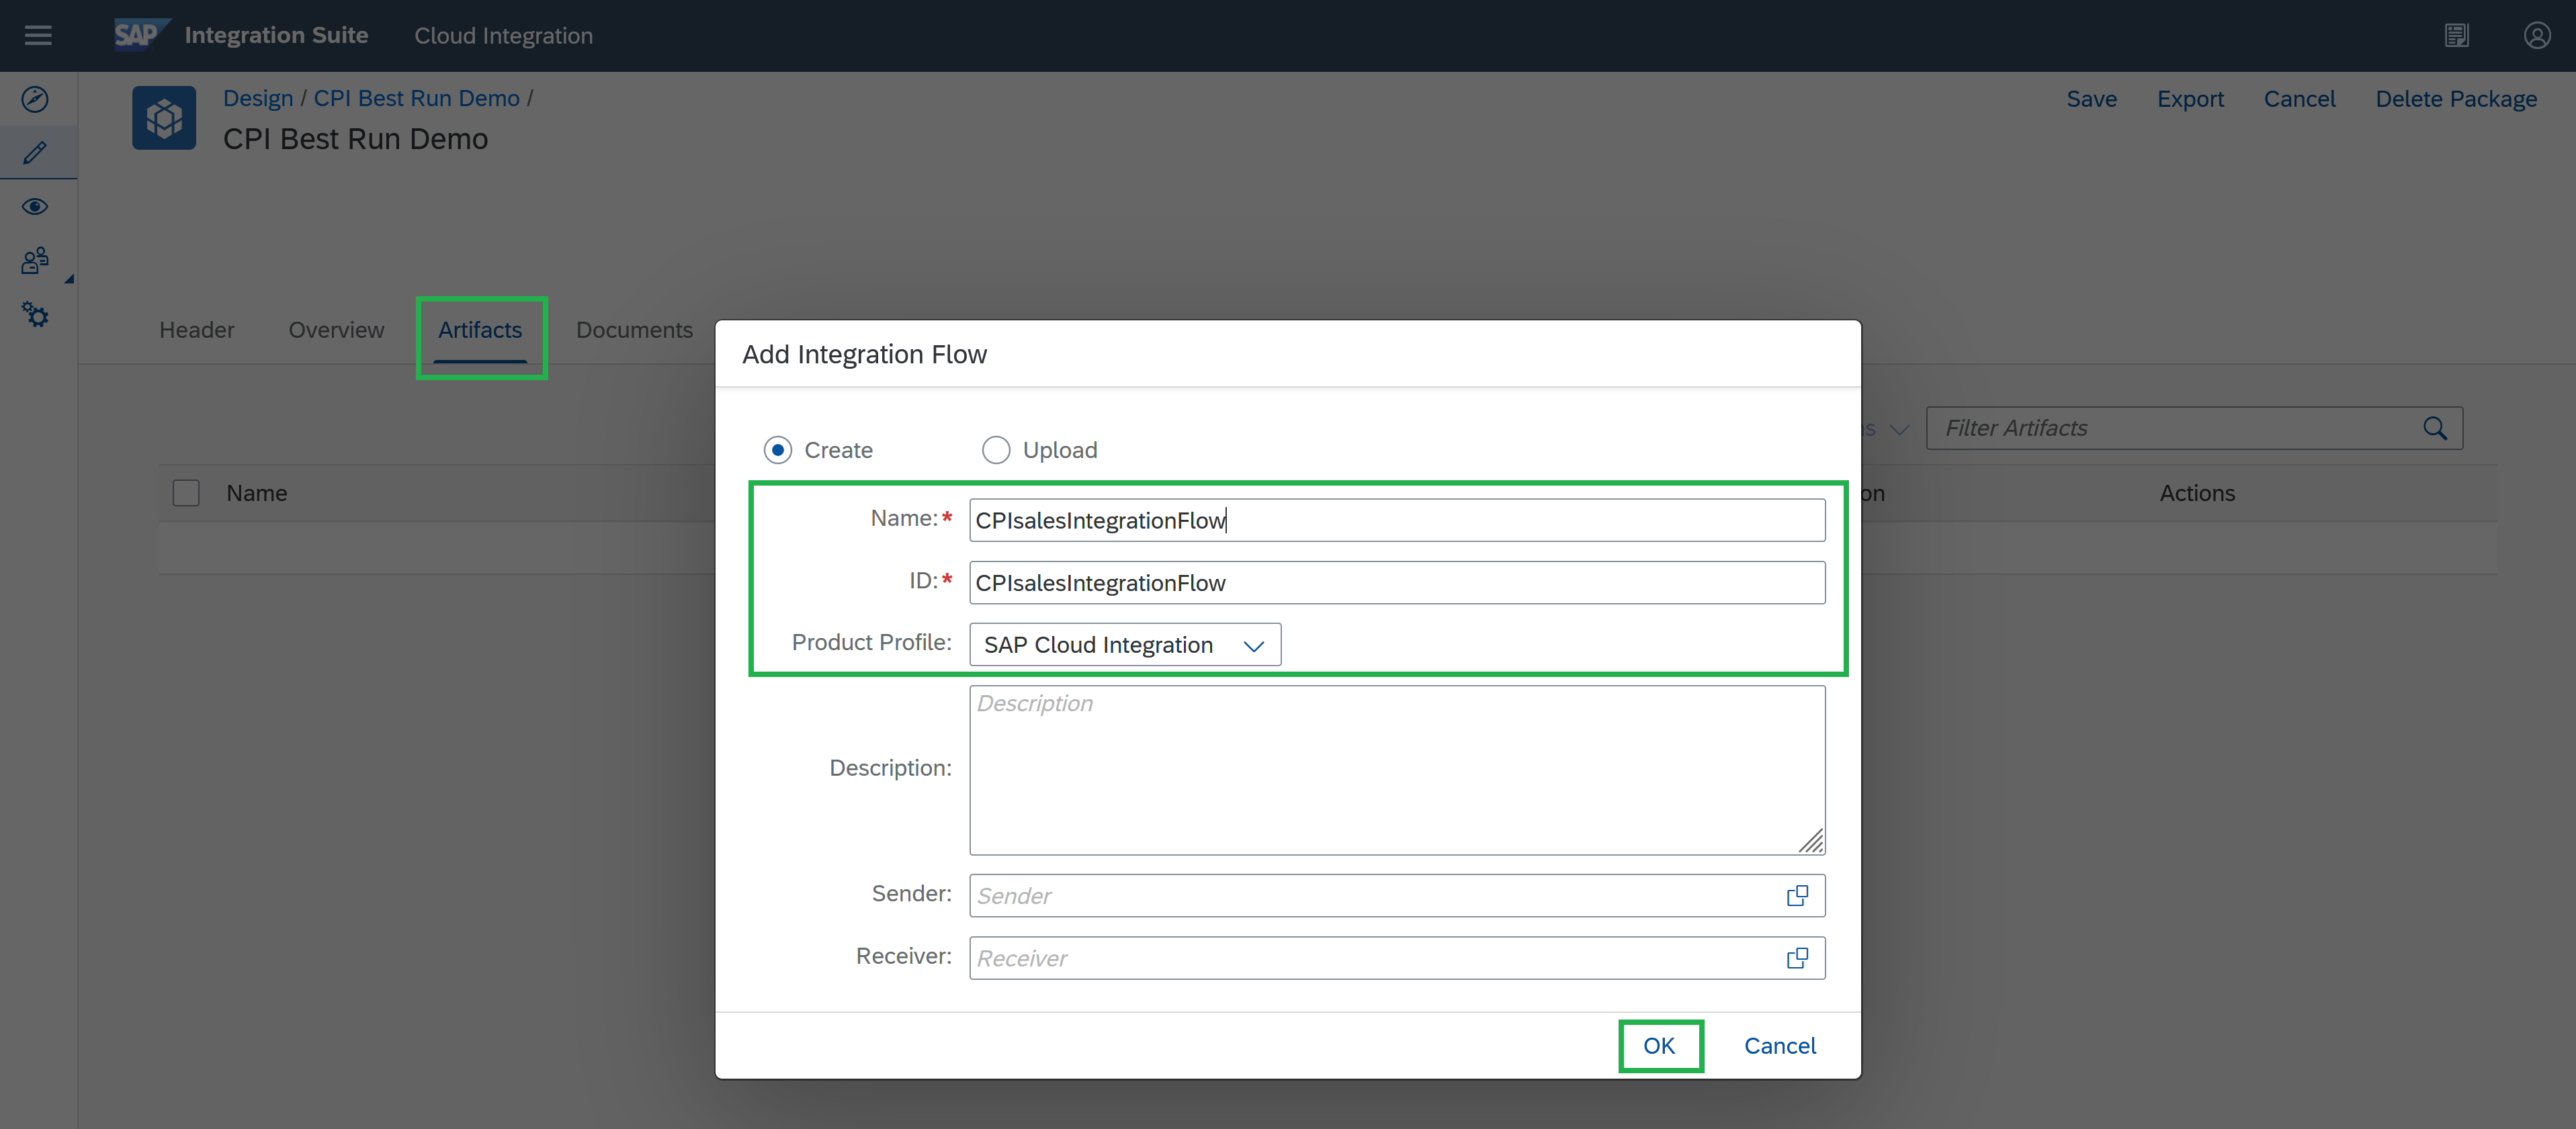 SAP Integration Suite Cloud Integration
Design / CPI Best Run Demo /
CPI Best Run Demo
Save Export Cancel Delete Package
Header Overview Artifacts Documents
Add Integration Flow
Filter Artifacts
Create Upload
Name Actions
Name:* CPIsalesIntegrationFlow
ID:* CPIsalesIntegrationFlow
Product Profile: SAP Cloud Integration
Description: Description
Sender: Sender
Receiver: Receiver
OK Cancel